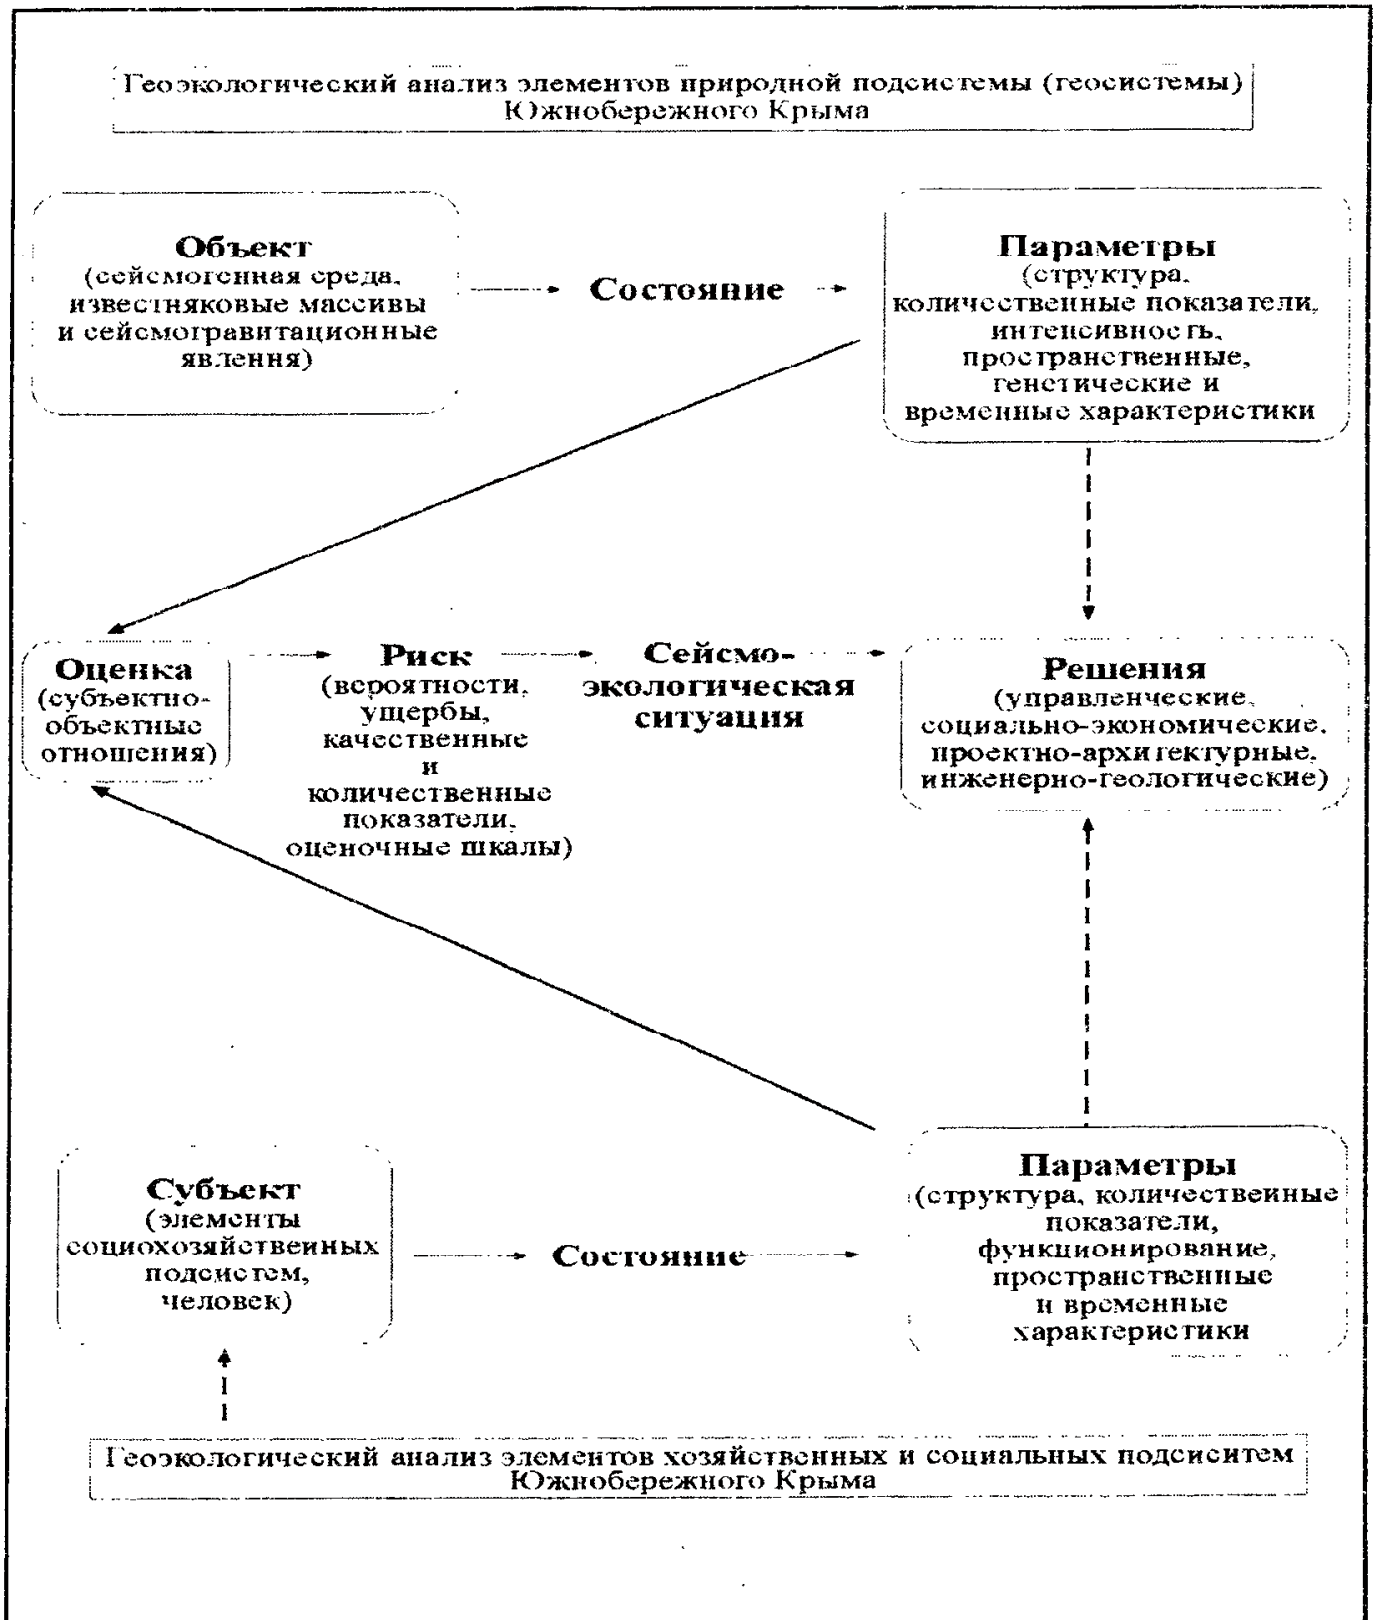 Геоэкологический анализ элементов природной подсистемы (геосистемы)
Южнобережного Крыма
Объект
(сейсмогенная среда,
известняковые массивы
и сейсмогравитационные
явления)
Состояние
Параметры
(структура,
количественные показатели,
интенсивность,
пространственные,
генетические и
временные характеристики
Оценка
(субъектно-
объектные
отношения)
Риск
(вероятности,
ущербы,
качественные
и
количественные
показатели,
оценочные шкалы)
Сейсмо-
экологическая
ситуация
Решения
(управленческие,
социально-экономические,
проектно-архитектурные,
инженерно-геологические)
Субъект
(элементы
социохозяйственных
подсистем,
человек)
Состояние
Параметры
(структура, количественные
показатели,
функционирование,
пространственные
и временные
характеристики
Геоэкологический анализ элементов хозяйственных и социальных подсиситем
Южнобережного Крыма